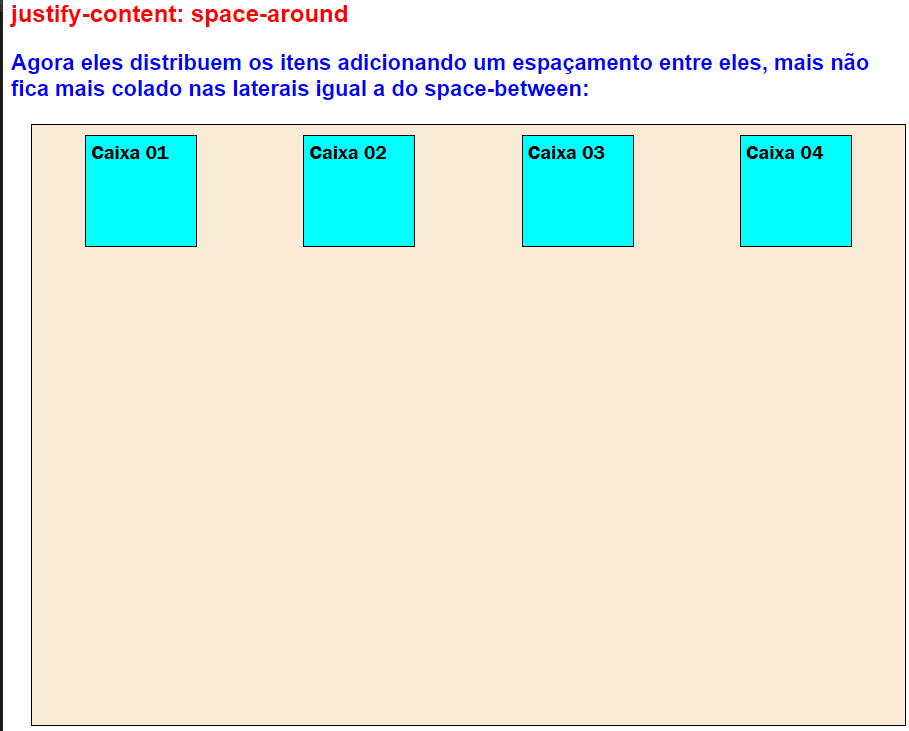 justify-content: space-around
Agora eles distribuem os itens adicionando um espaçamento entre eles, mais não
fica mais colado nas laterais igual a do space-between:
Caixa 01
Caixa 02
Caixa 03
Caixa 04